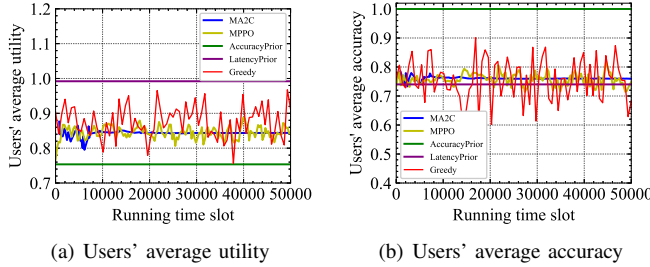 1.2
1.1
1.0
0.9
0.8
0.7
Users' average utility
MA2C
MPPO
AccuracyPrior
LatencyPrior
Greedy
0 10000 20000 30000 40000 50000
Running time slot
(a) Users' average utility
1.0
0.9
0.8
0.7
0.6
0.5
0.4
Users' average accuracy
MA2C
MPPO
AccuracyPrior
LatencyPrior
Greedy
0 10000 20000 30000 40000 50000
Running time slot
(b) Users' average accuracy